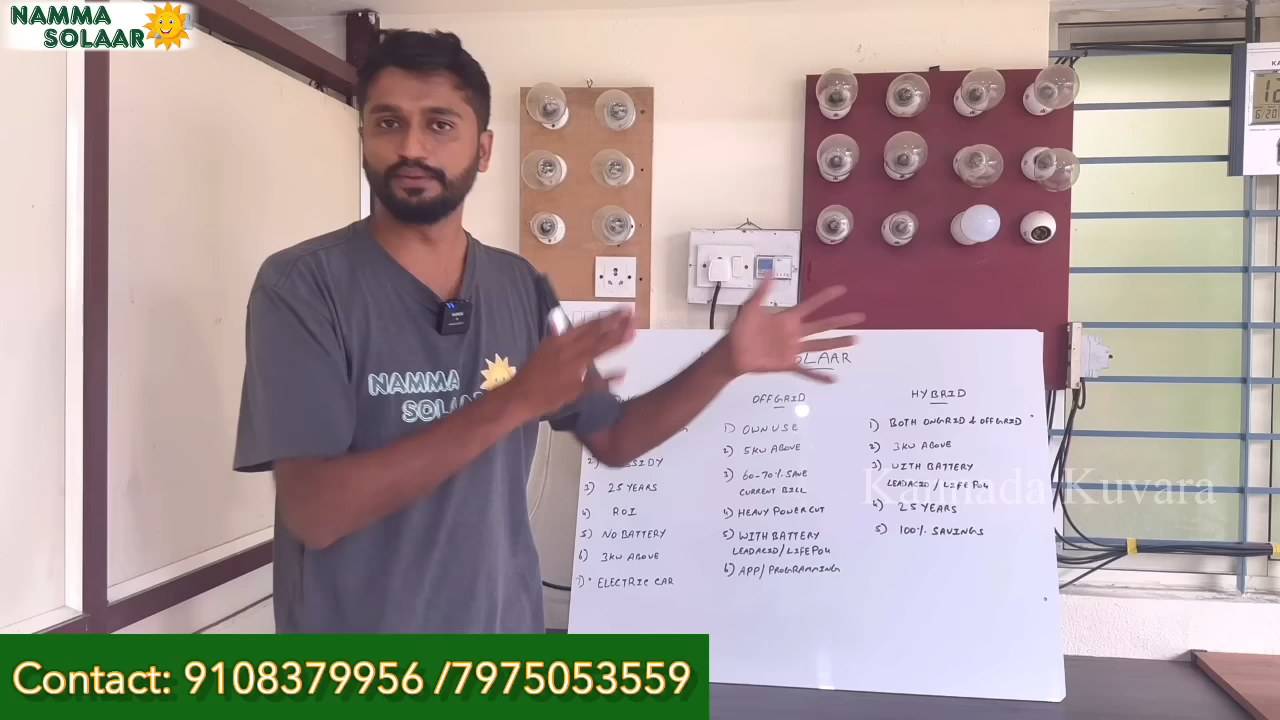 NAMMA
SOLAAR
NAMMA
OLAAR
OFFGRID
1) OWN USE
2) 5KW ABOVE
3) 60-70% SAVE
CURRENT BILL
4) HEAVY POWERCUT
5) WITH BATTERY
LEADACID / LIFEPO4
6) APP/PROGRAMMING
HYBRID
1) BOTH ONGRID & OFFGRID
2) 3KW ABOVE
3) WITH BATTERY
LEADACID / LIFEPO4
4) 25 YEARS
5) 100% SAVINGS
3) 25 YEARS
4) ROI
5) NO BATTERY
6) 3KW ABOVE
7) ELECTRIC CAR
Kannada Kuvara
Contact: 9108379956 /7975053559